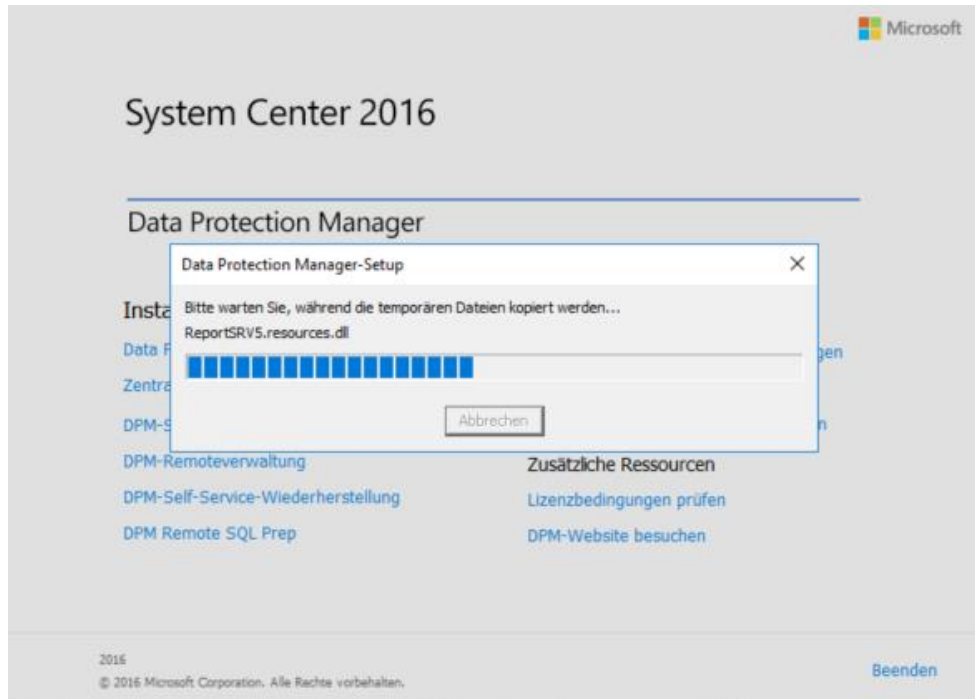 Microsoft
System Center 2016
Data Protection Manager
Data Protection Manager-Setup
Bitte warten Sie, während die temporären Dateien kopiert werden...
ReportSRV5.resources.dll
Abbrechen
DPM-Remoteverwaltung
DPM-Self-Service-Wiederherstellung
DPM Remote SQL Prep
Zusätzliche Ressourcen
Lizenzbedingungen prüfen
DPM-Website besuchen
2016
© 2016 Microsoft Corporation. Alle Rechte vorbehalten.
Beenden